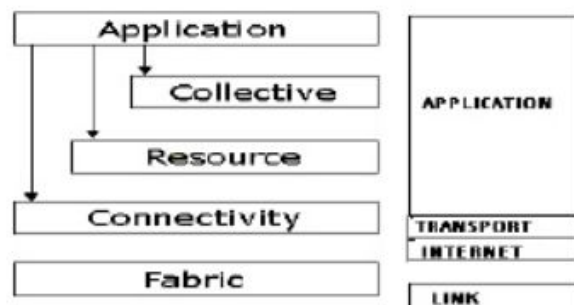 Application
Collective
Resource
Connectivity
Fabric
APPLICATION
TRANSPORT
INTERNET
LINK